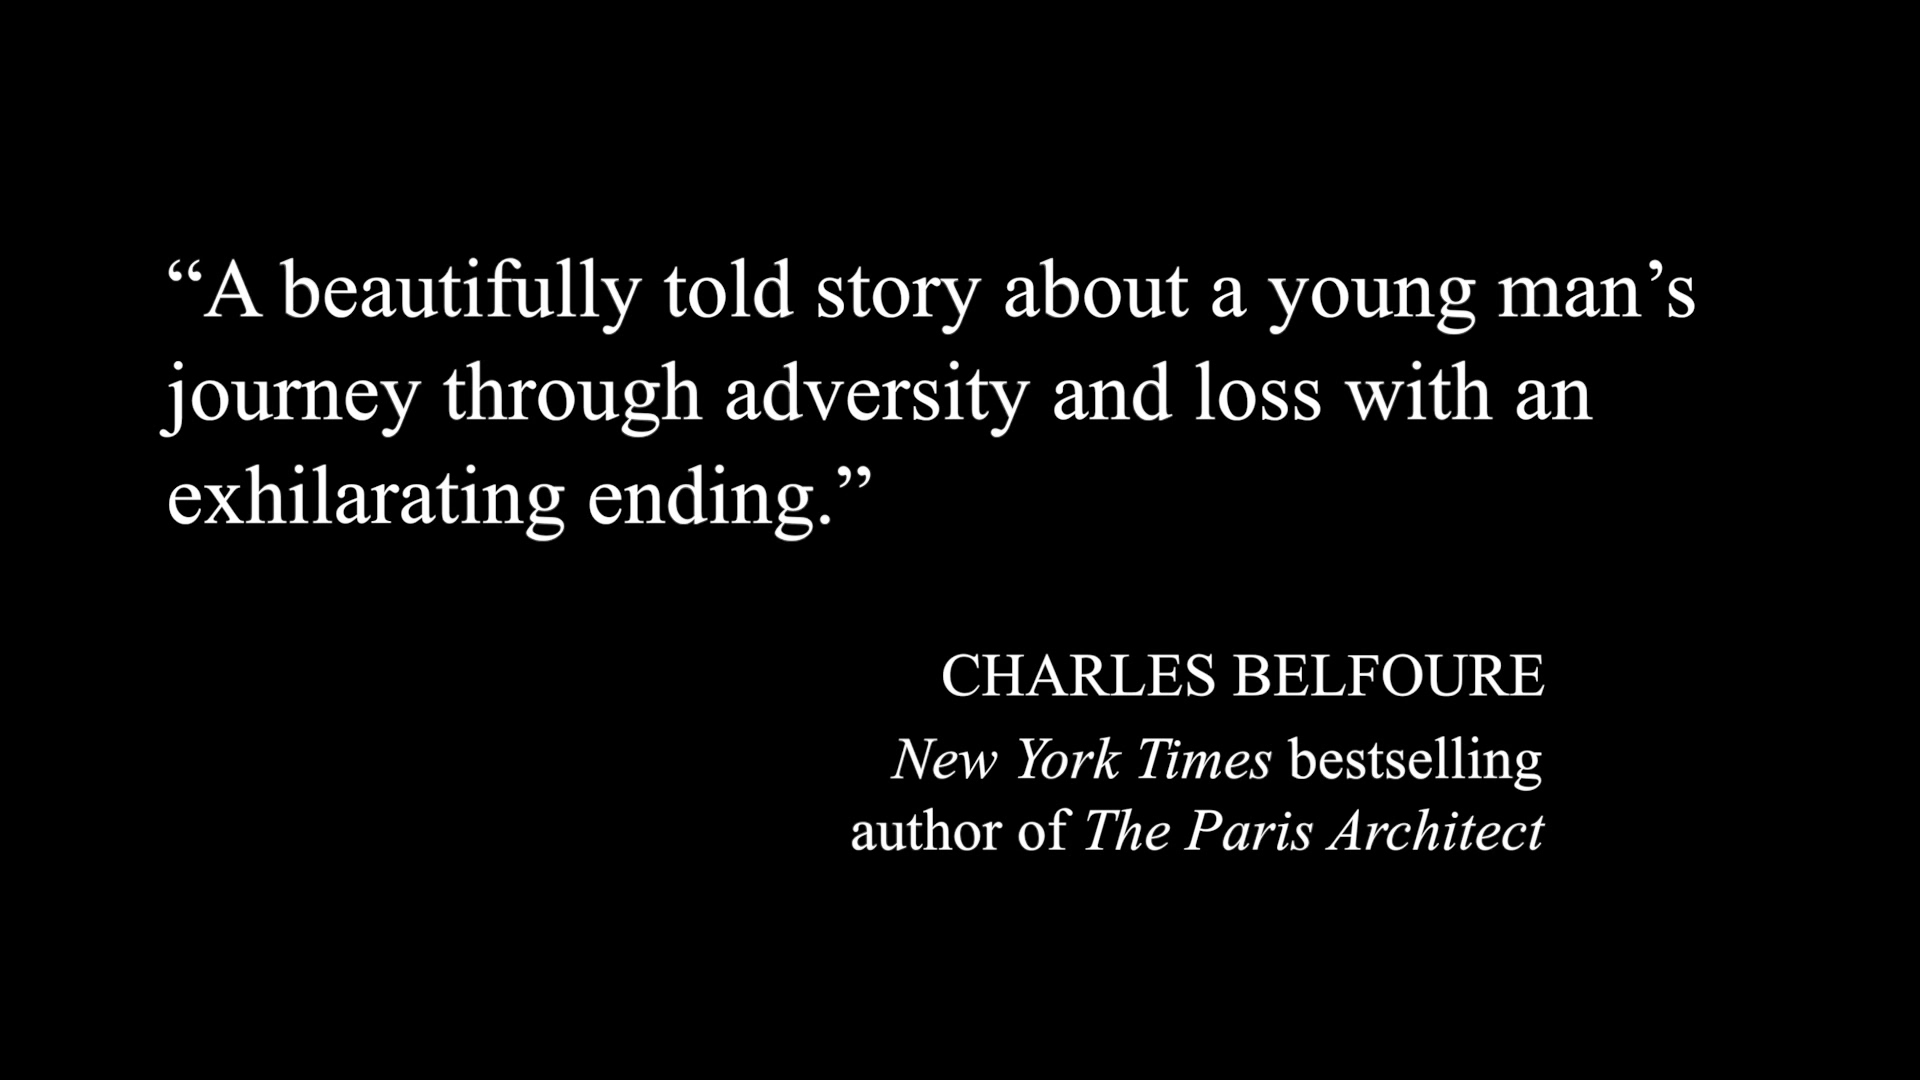 “A beautifully told story about a young man’s
journey through adversity and loss with an
exhilarating ending.”
CHARLES BELFOURE
New York Times bestselling
author of The Paris Architect